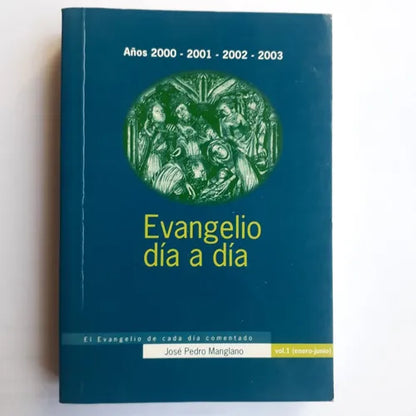 Años 2000 - 2001 - 2002 - 2003
Evangelio
día a día
El Evangelio de cada día comentado
José Pedro Manglano
vol.1 (enero-junio)